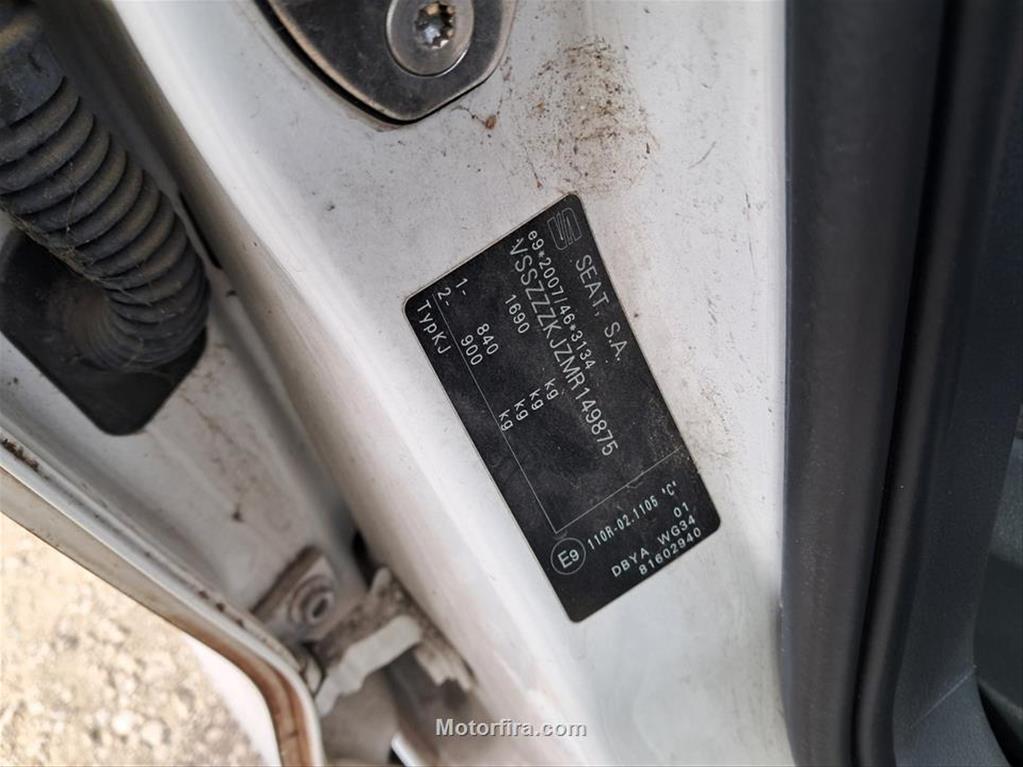 SEAT, S.A.
e9*2007/46*3134
VSSZZZKJZMR149875
1690 kg
kg
1- 840 kg
2. 900 kg
TypKJ
E9 110R-02.1105 "C"
01
DBYA WG34
81602940
Motorfira.com